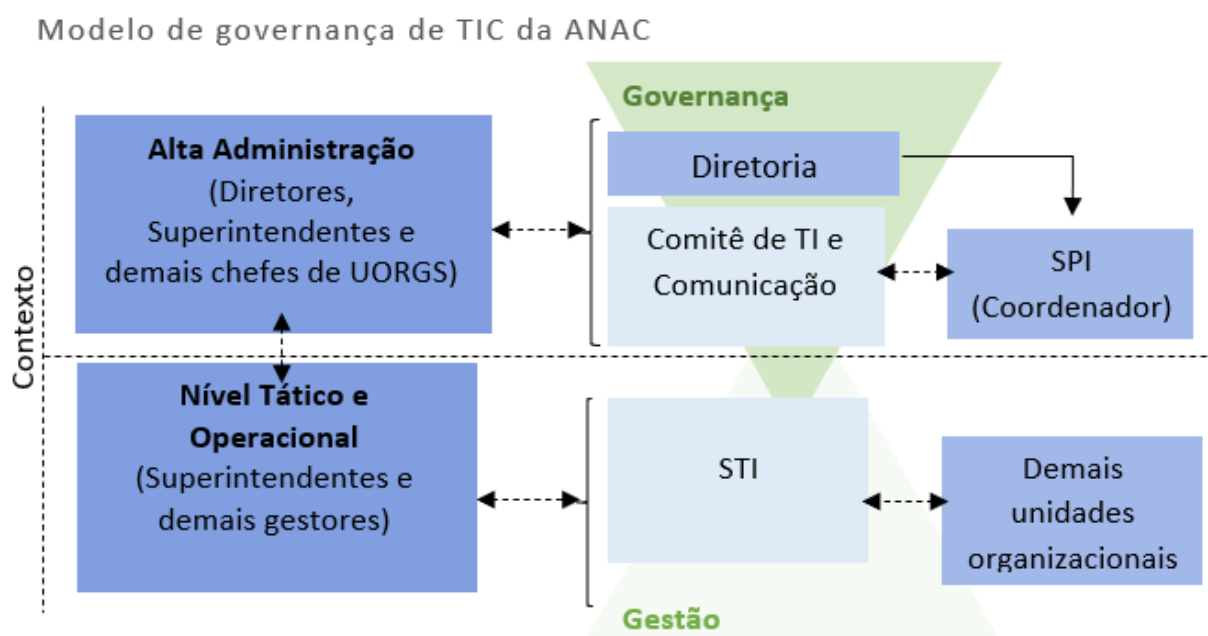 Modelo de governança de TIC da ANAC
Governança
Alta Administração
(Diretores,
Superintendentes e
demais chefes de UORGS)
Diretoria
Comitê de TI e
Comunicação
SPI
(Coordenador)
Contexto
Nível Tático e
Operacional
(Superintendentes e
demais gestores)
STI
Demais
unidades
organizacionais
Gestão